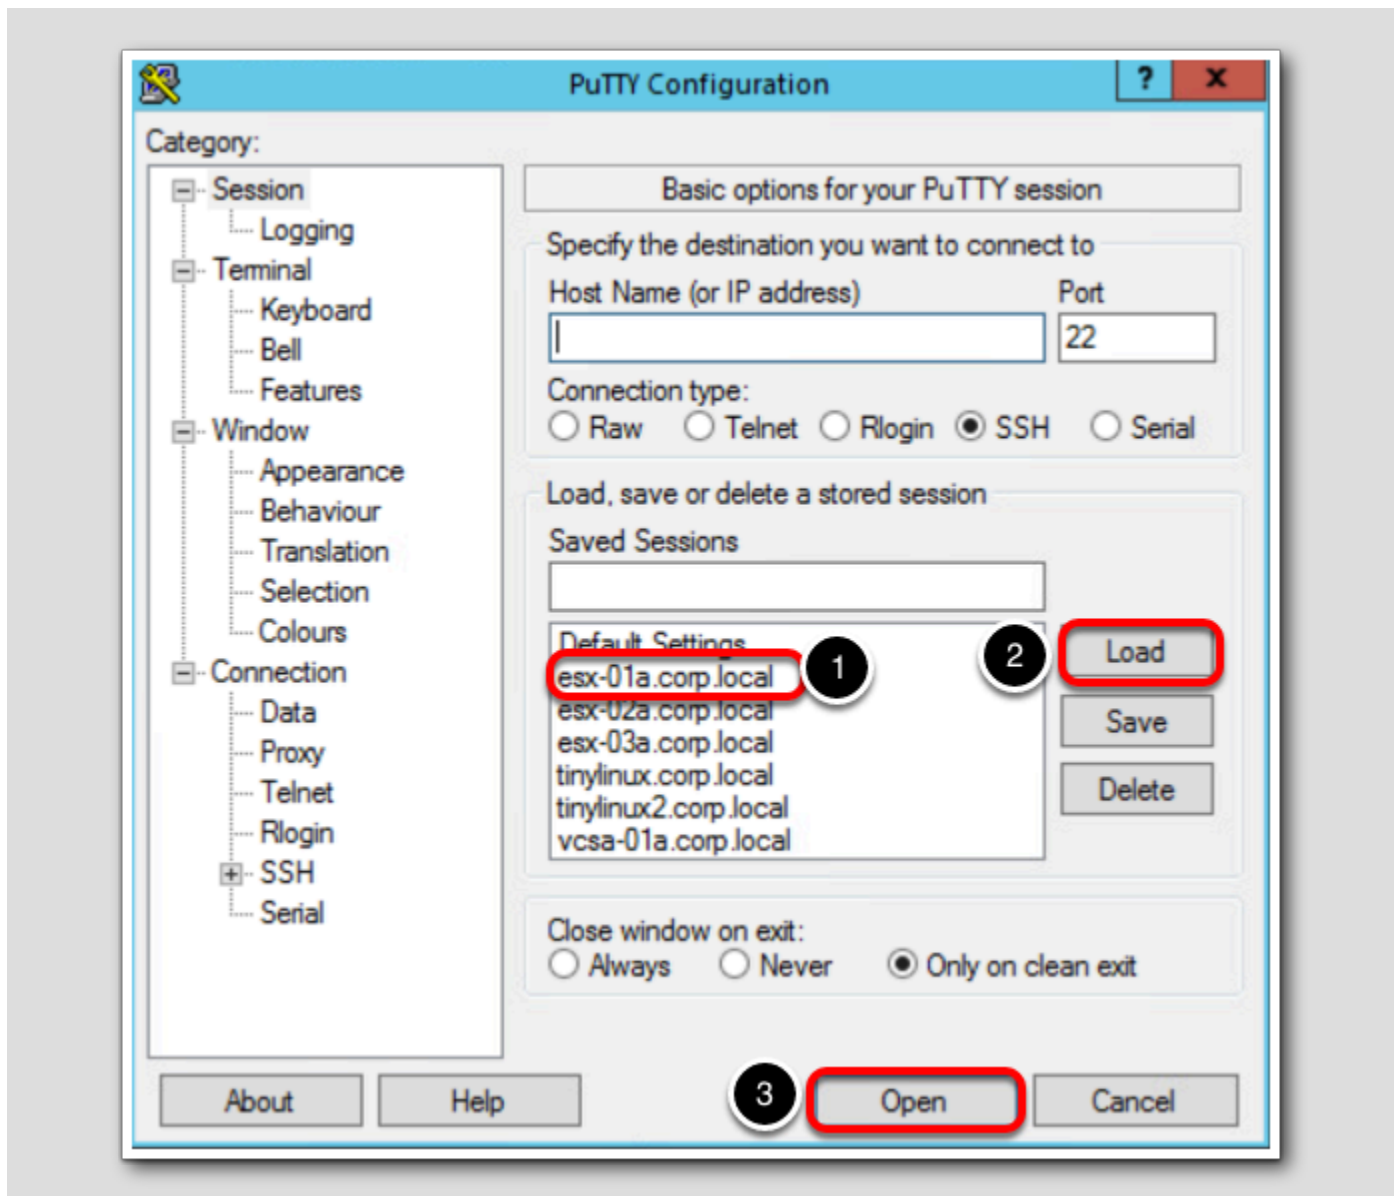 PuTTY Configuration ? x
Category:
Session
Logging
Terminal
Keyboard
Bell
Features
Window
Appearance
Behaviour
Translation
Selection
Colours
Connection
Data
Proxy
Telnet
Rlogin
SSH
Serial
Basic options for your PuTTY session
Specify the destination you want to connect to
Host Name (or IP address) Port
22
Connection type:
Raw Telnet Rlogin SSH Serial
Load, save or delete a stored session
Saved Sessions
Default Settings
esx-01a.corp.local 1
esx-02a.corp.local
esx-03a.corp.local
tinylinux.corp.local
tinylinux2.corp.local
vcsa-01a.corp.local
2 Load
Save
Delete
Close window on exit:
Always Never Only on clean exit
About Help 3 Open Cancel